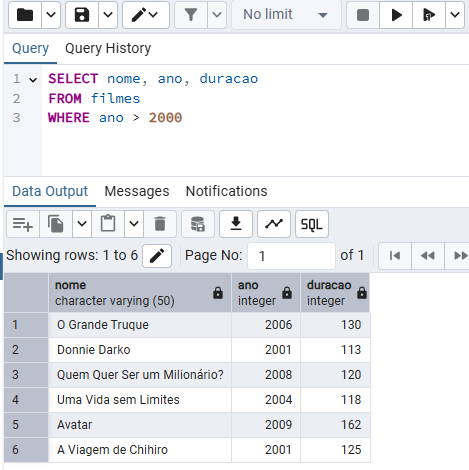 No limit
Query Query History
1 SELECT nome, ano, duracao
2 FROM filmes
3 WHERE ano > 2000
Data Output Messages Notifications
SQL
Showing rows: 1 to 6 Page No: 1 of 1
nome ano duracao
character varying (50) integer integer
1 O Grande Truque 2006 130
2 Donnie Darko 2001 113
3 Quem Quer Ser um Milionário? 2008 120
4 Uma Vida sem Limites 2004 118
5 Avatar 2009 162
6 A Viagem de Chihiro 2001 125